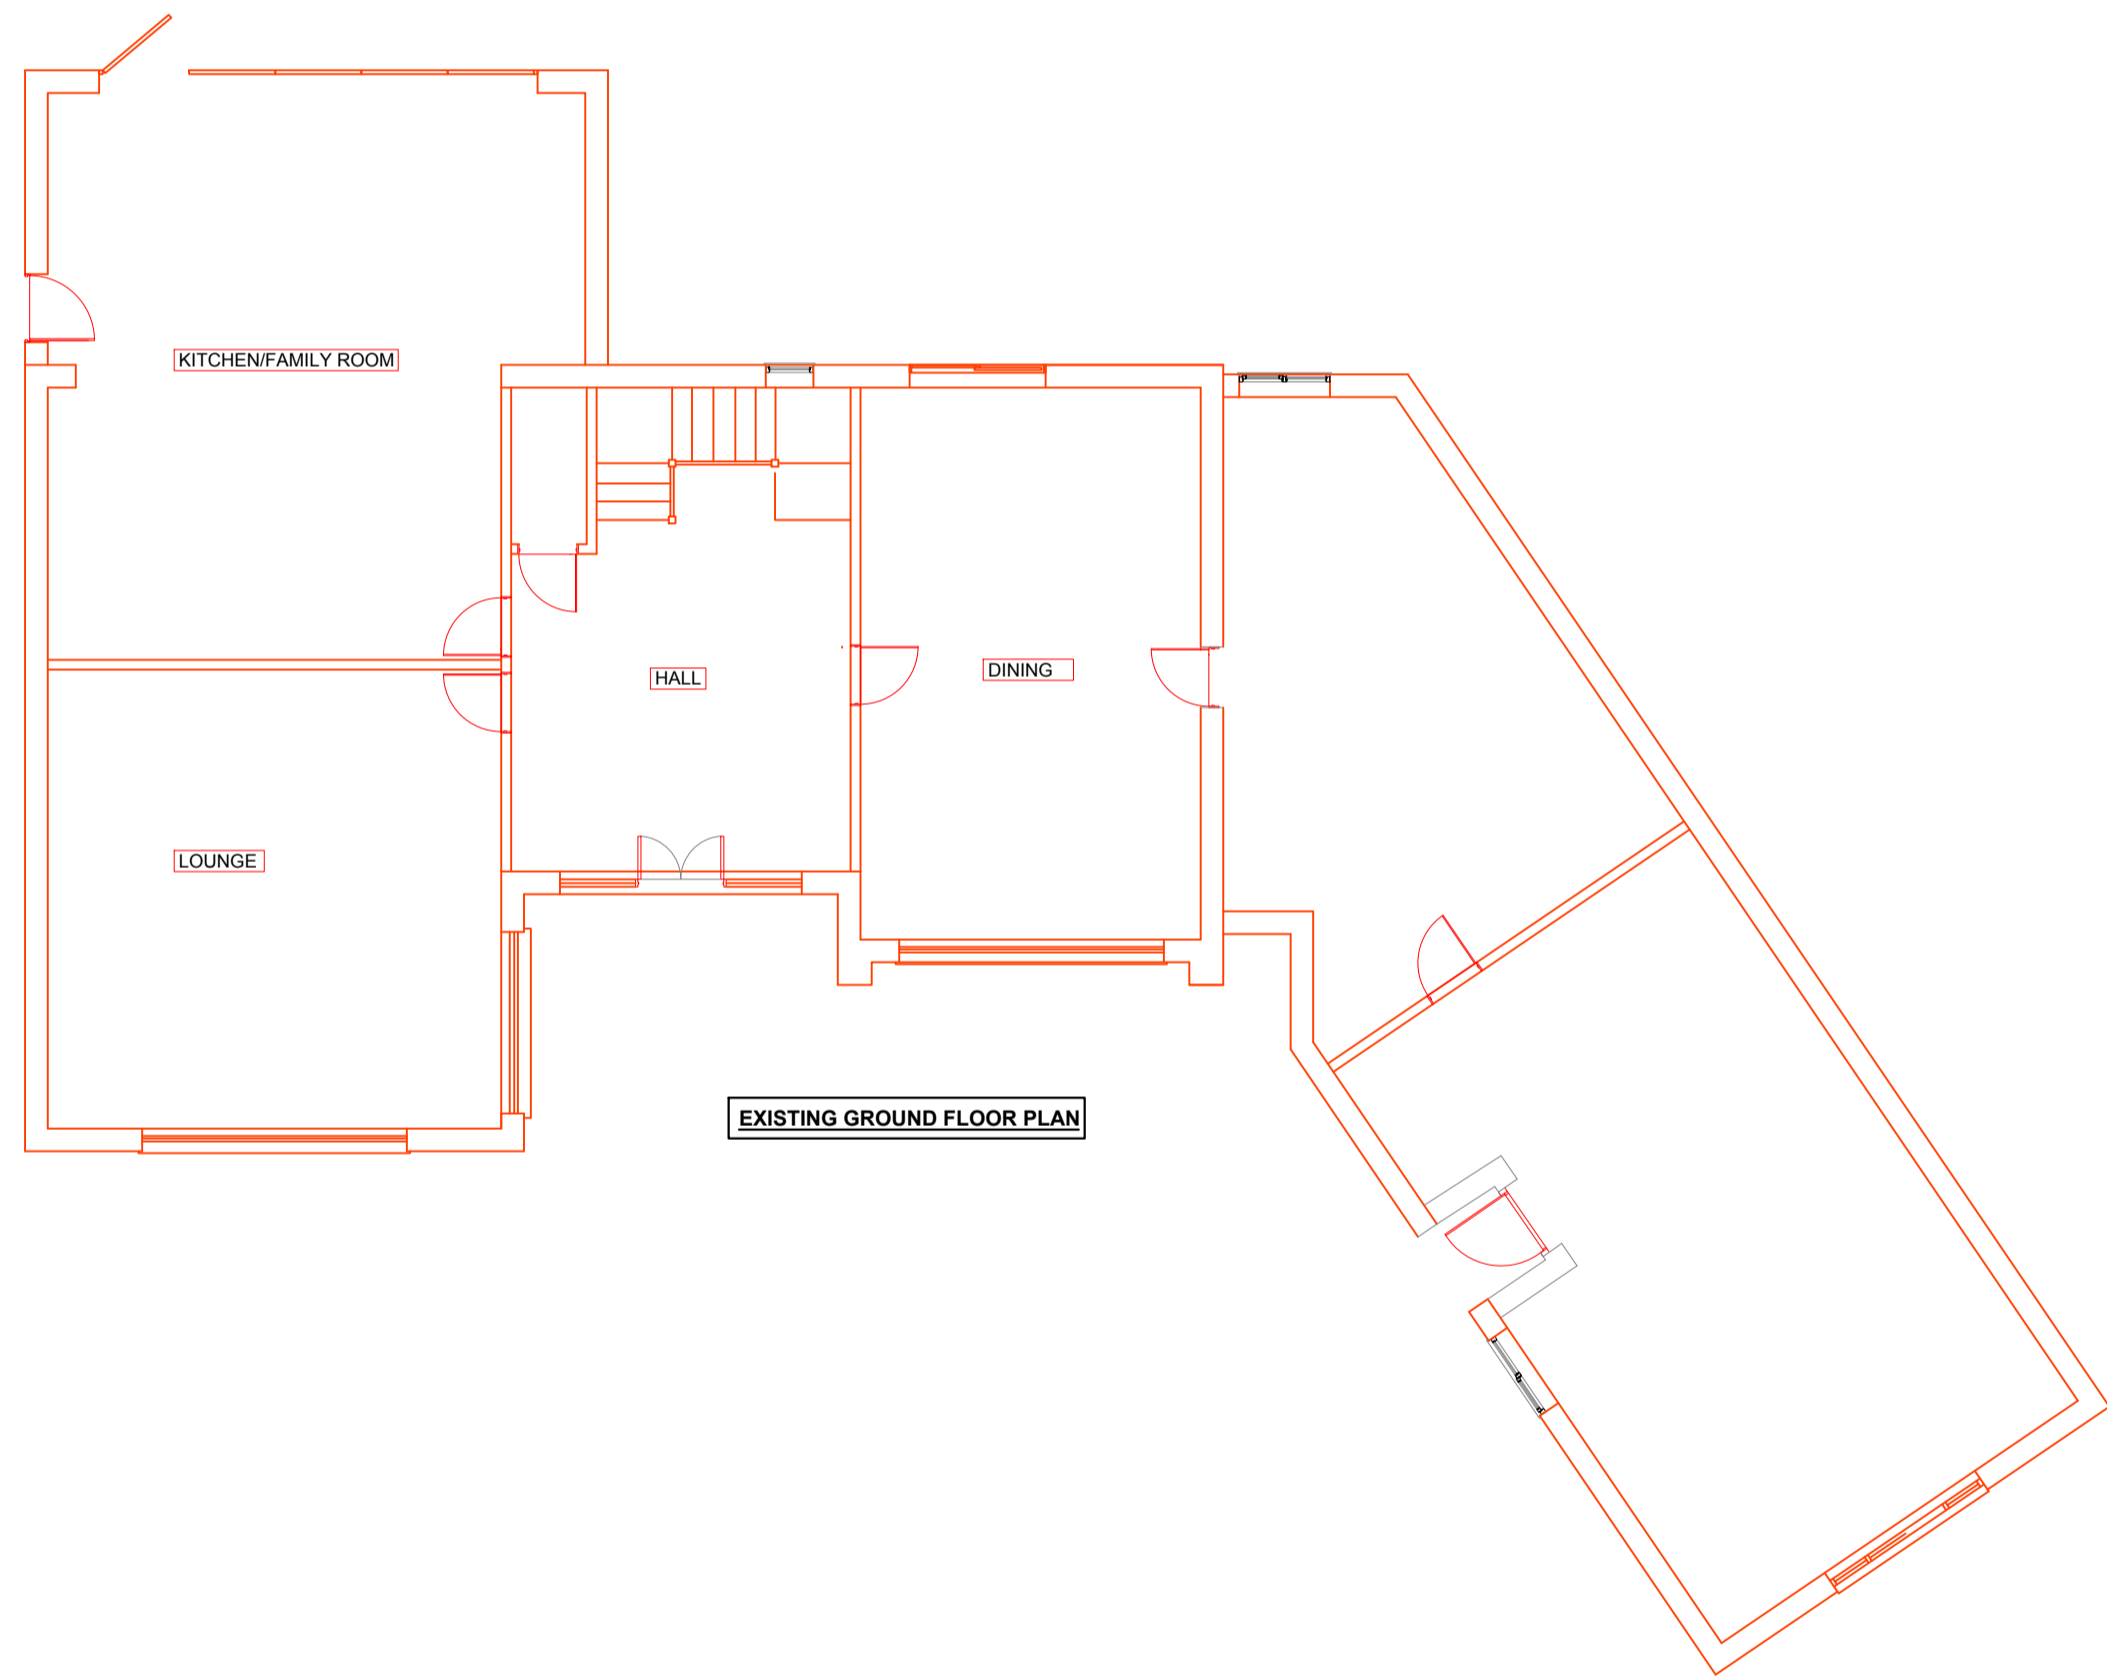 KITCHEN/FAMILY ROOM
HALL
DINING
LOUNGE
EXISTING GROUND FLOOR PLAN